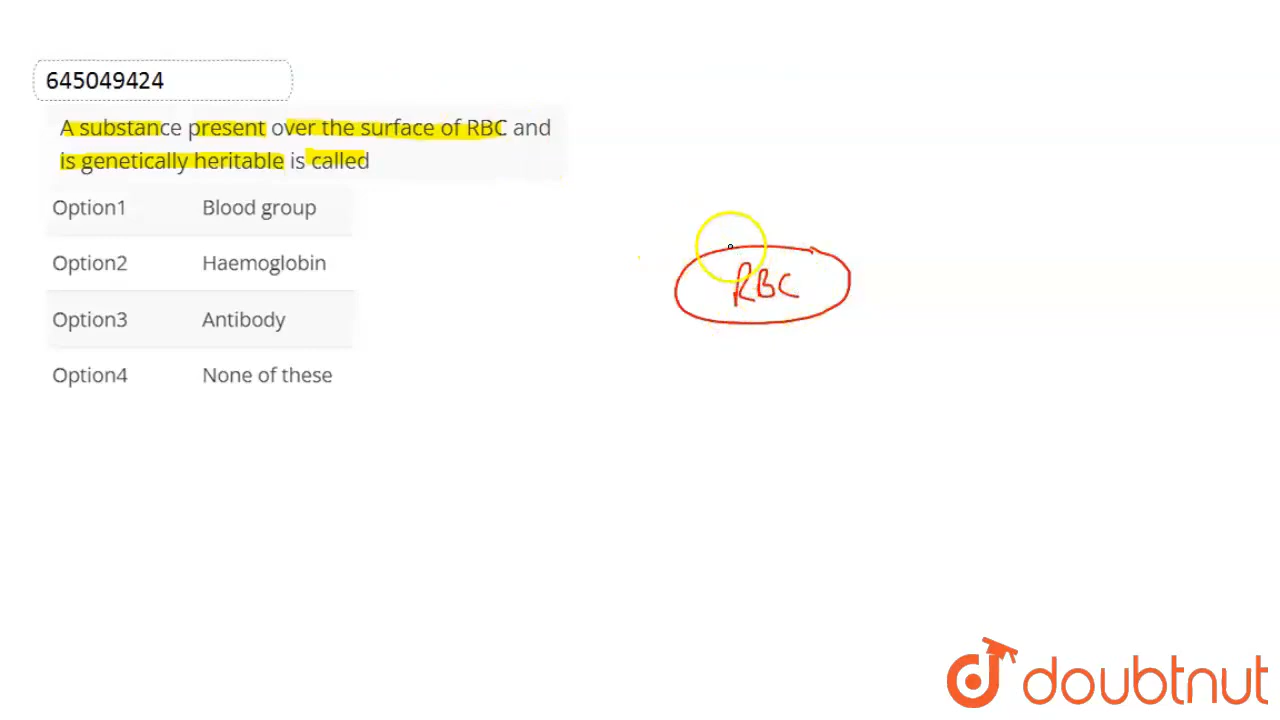 645049424
A substance present over the surface of RBC and
is genetically heritable is called
Option1 Blood group
Option2 Haemoglobin
Option3 Antibody
Option4 None of these
RBC
doubtnut